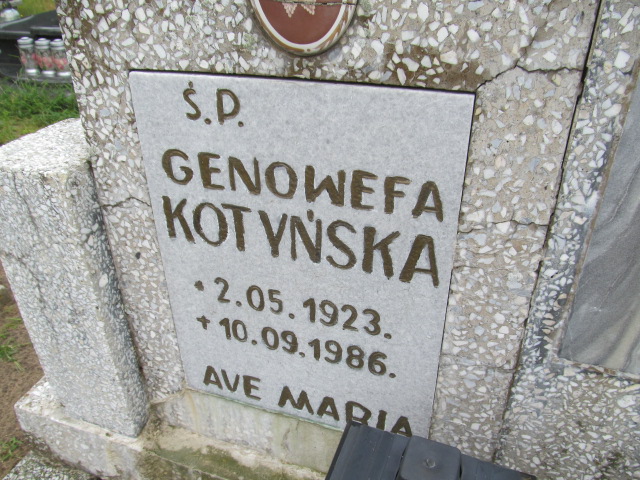 Ś.P.
GENOWEFA
KOTYŃSKA
* 2.05.1923.
+ 10.09.1986.
AVE MARIA